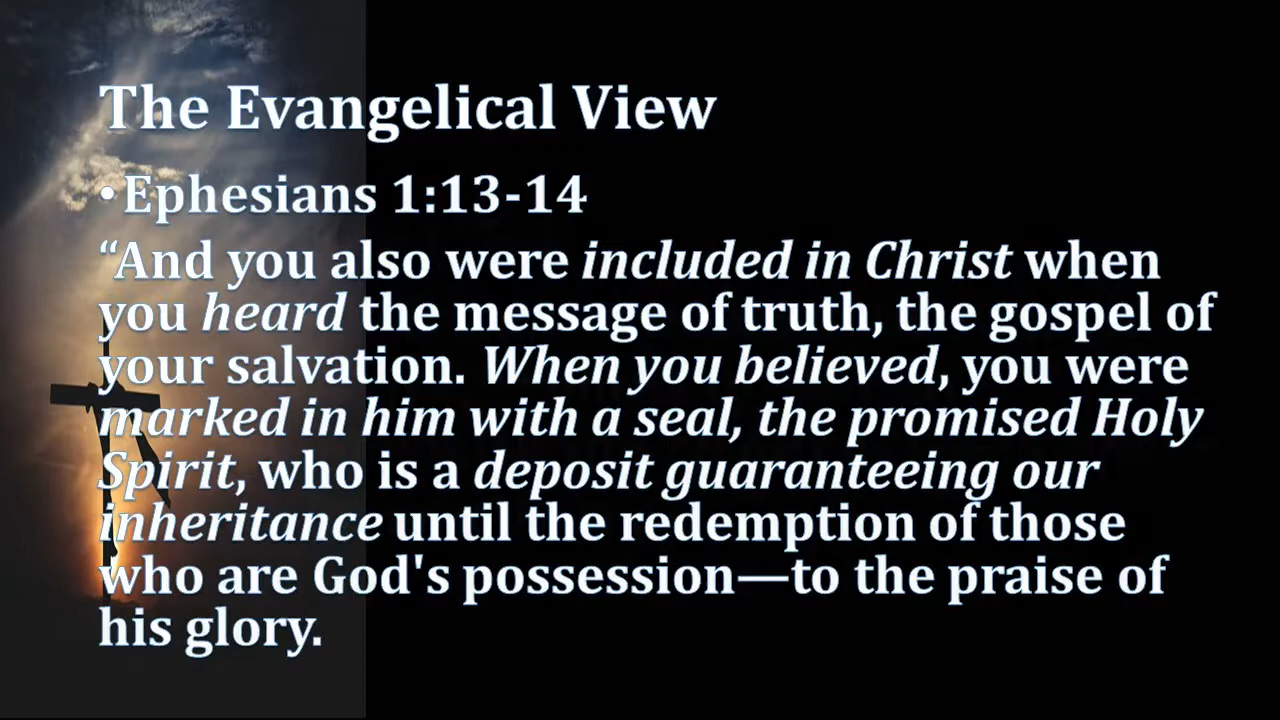 The Evangelical View
•Ephesians 1:13-14
“And you also were included in Christ when
you heard the message of truth, the gospel of
your salvation. When you believed, you were
marked in him with a seal, the promised Holy
Spirit, who is a deposit guaranteeing our
inheritance until the redemption of those
who are God's possession—to the praise of
his glory.